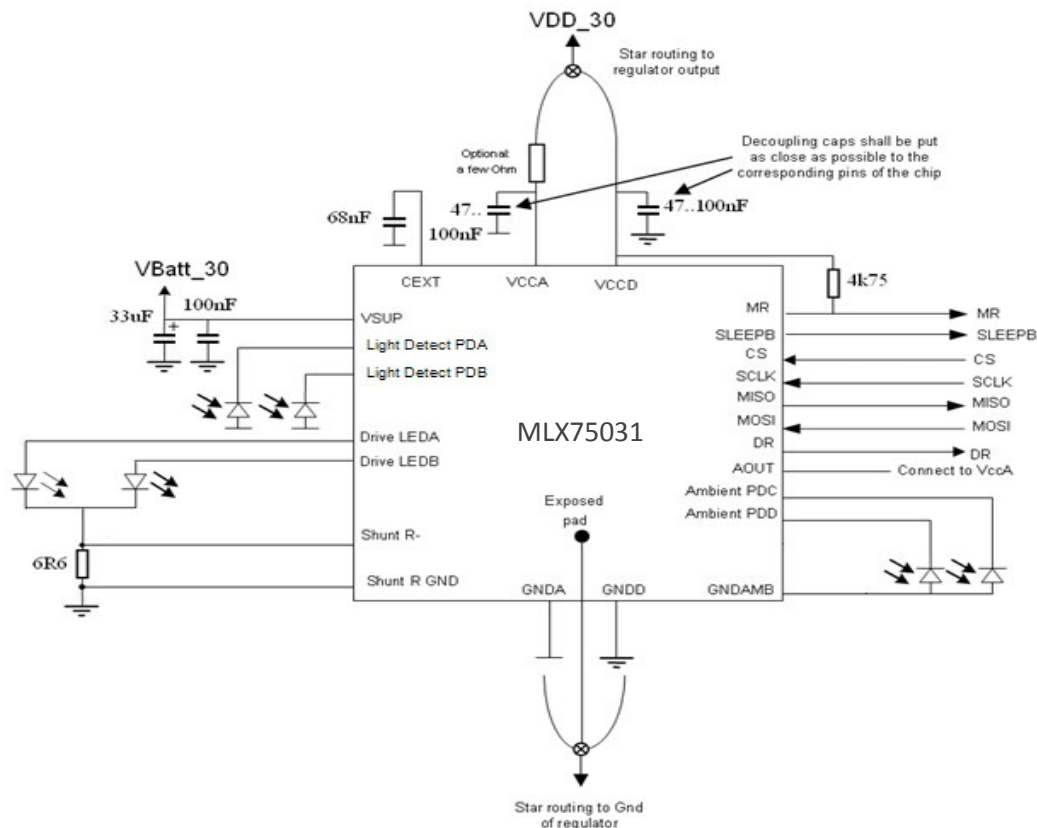 VDD_30
Star routing to
regulator output
Optional:
a few Ohm
Decoupling caps shall be put
as close as possible to the
corresponding pins of the chip
68nF
47..
100nF
47..100nF
VBatt_30
33uF
+
100nF
4k75
CEXT
VCCA
VCCD
VSUP
Light Detect PDA
Light Detect PDB
Drive LEDA
Drive LEDB
Shunt R-
Shunt R GND
6R6
MLX75031
Exposed
pad
MR
SLEEPB
CS
SCLK
MISO
MOSI
DR
AOUT
Ambient PDC
Ambient PDD
GNDAMB
MR
SLEEPB
CS
SCLK
MISO
MOSI
DR
Connect to VccA
GNDA
GNDD
Star routing to Gnd
of regulator